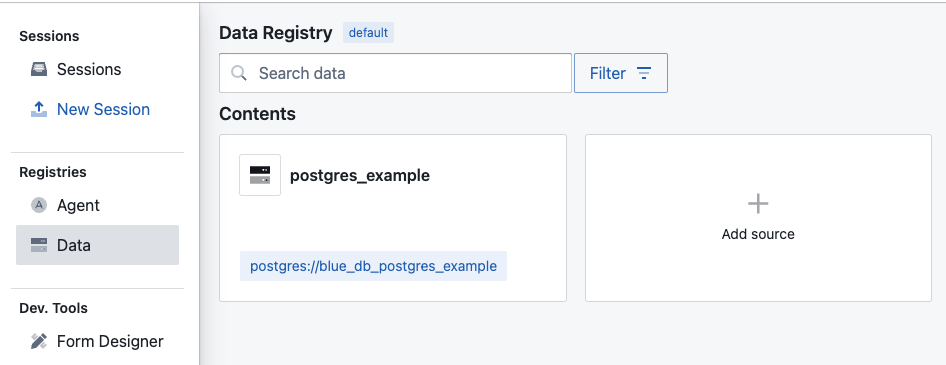 Sessions
Sessions
New Session
Registries
Agent
Data
Dev. Tools
Form Designer
Data Registry default
Search data
Filter
Contents
postgres_example
postgres://blue_db_postgres_example
Add source